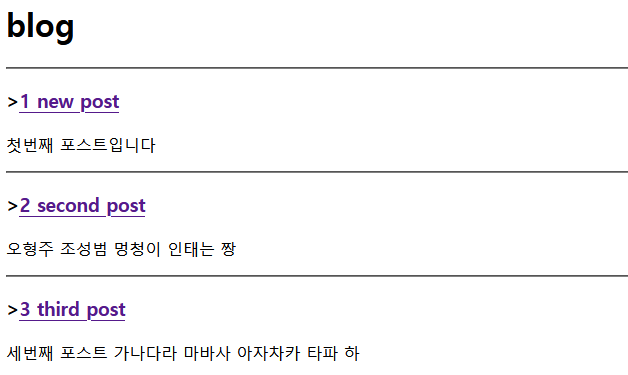 blog
>1 new post
첫번째 포스트입니다
>2 second post
오형주 조성범 멍청이 인태는 짱
>3 third post
세번째 포스트 가나다라 마바사 아자차카 타파 하